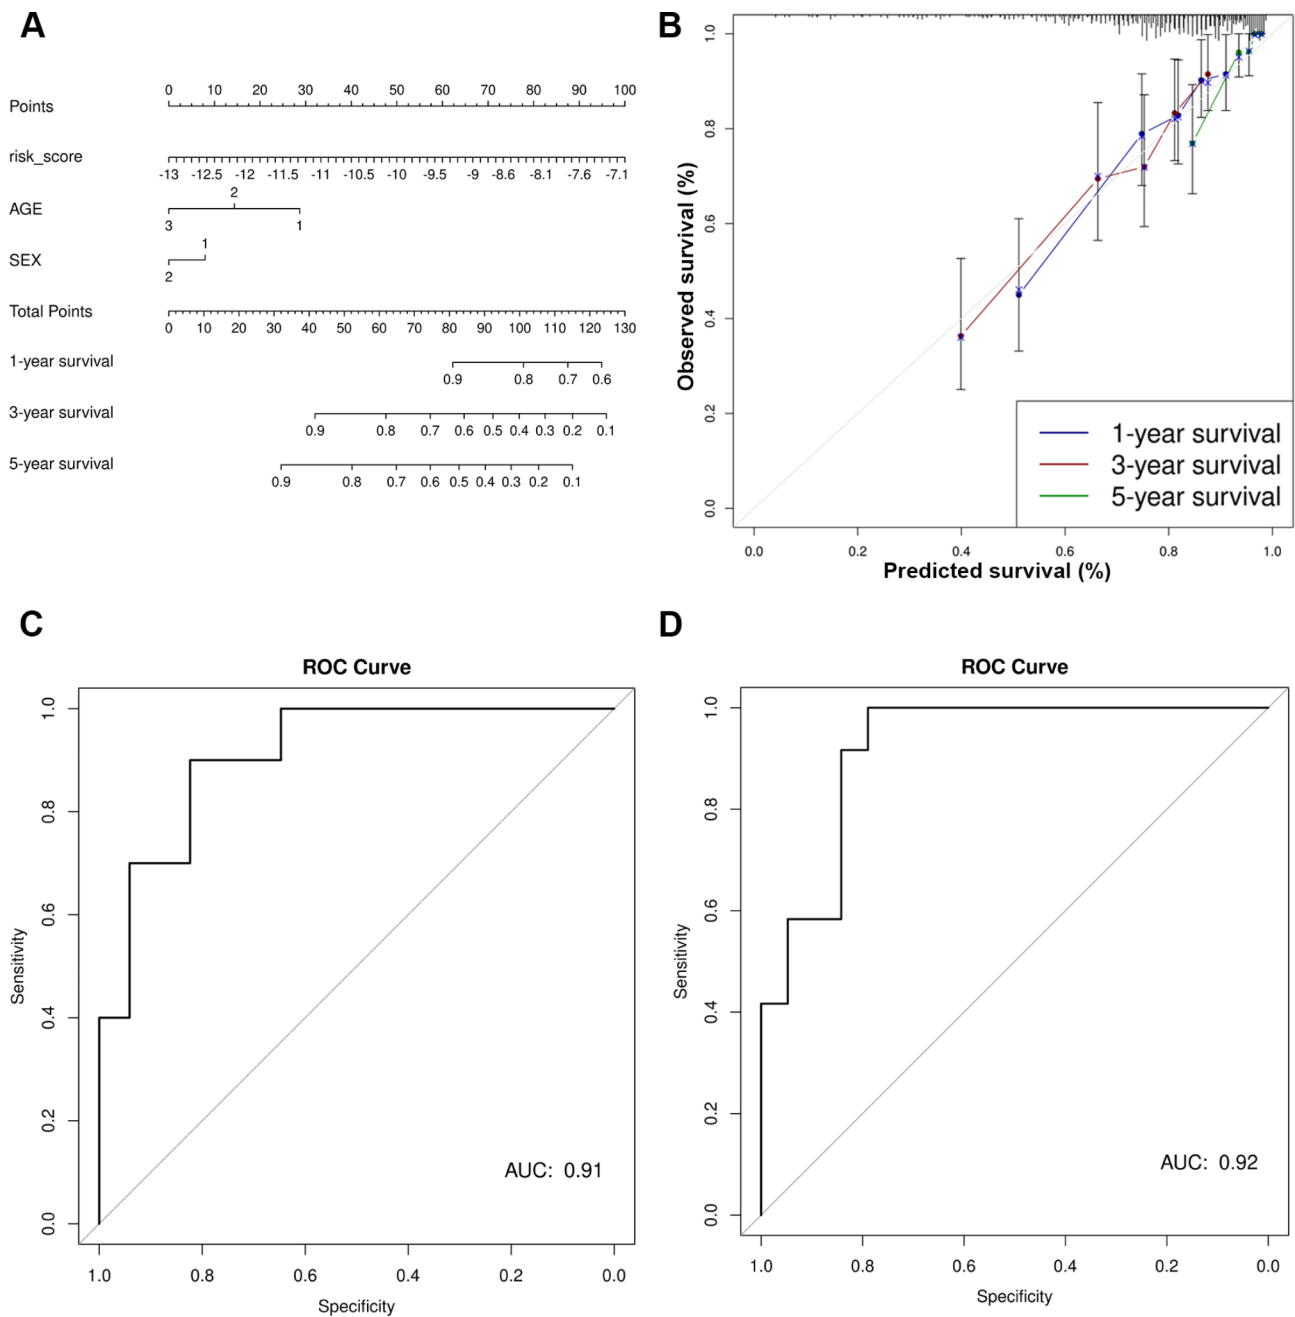 A
0 10 20 30 40 50 60 70 80 90 100
Points
risk_score
-13 -12.5 -12 -11.5 -11 -10.5 -10 -9.5 -9 -8.6 -8.1 -7.6 -7.1
2
AGE
3 1
1
SEX
2
Total Points
0 10 20 30 40 50 60 70 80 90 100 110 120 130
1-year survival
0.9 0.8 0.7 0.6
3-year survival
0.9 0.8 0.7 0.6 0.5 0.4 0.3 0.2 0.1
5-year survival
0.9 0.8 0.7 0.6 0.5 0.4 0.3 0.2 0.1
B
Observed survival (%)
1.0
0.8
0.6
0.4
0.2
0.0
1-year survival
3-year survival
5-year survival
0.0 0.2 0.4 0.6 0.8 1.0
Predicted survival (%)
C
ROC Curve
Sensitivity
1.0
0.8
0.6
0.4
0.2
0.0
AUC: 0.91
1.0 0.8 0.6 0.4 0.2 0.0
Specificity
D
ROC Curve
Sensitivity
1.0
0.8
0.6
0.4
0.2
0.0
AUC: 0.92
1.0 0.8 0.6 0.4 0.2 0.0
Specificity